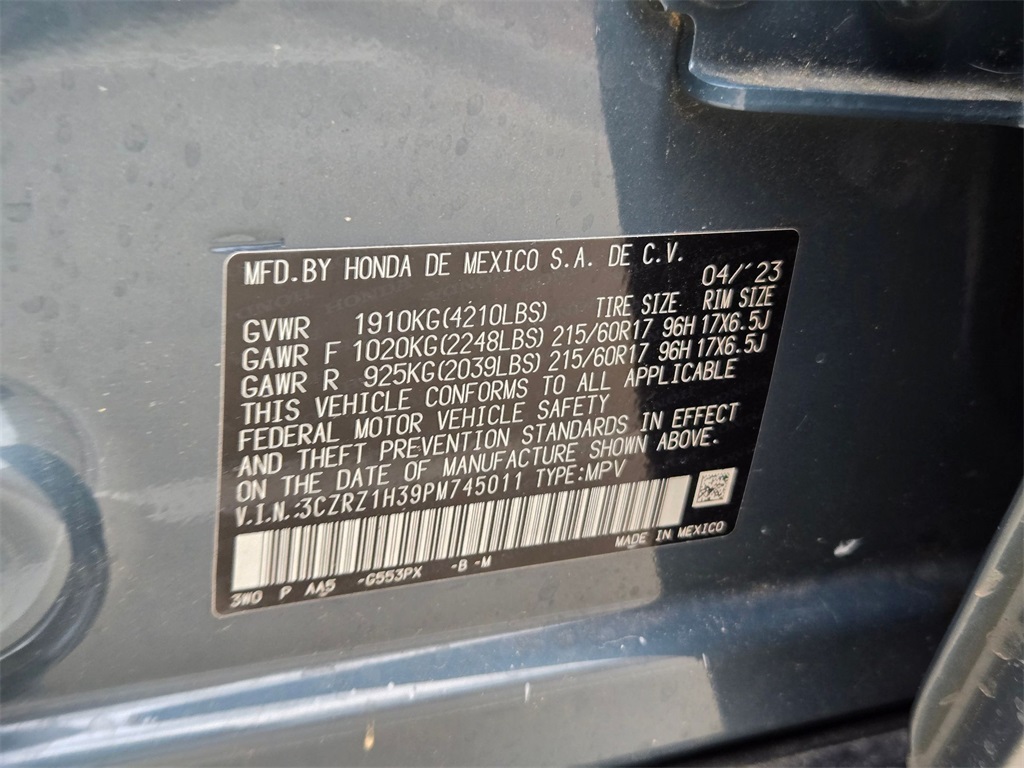 MFD. BY HONDA DE MEXICO S.A. DE C.V. 04/'23
TIRE SIZE RIM SIZE
GVWR 1910KG(4210LBS)
GAWR F 1020KG(2248LBS) 215/60R17 96H 17X6.5J
GAWR R 925KG(2039LBS) 215/60R17 96H 17X6.5J
THIS VEHICLE CONFORMS TO ALL APPLICABLE
FEDERAL MOTOR VEHICLE SAFETY
AND THEFT PREVENTION STANDARDS IN EFFECT
ON THE DATE OF MANUFACTURE SHOWN ABOVE.
V.I.N.:3CZRZ1H39PM745011 TYPE:MPV
MADE IN MEXICO
3W0 P AA5 -G553PX -B -M